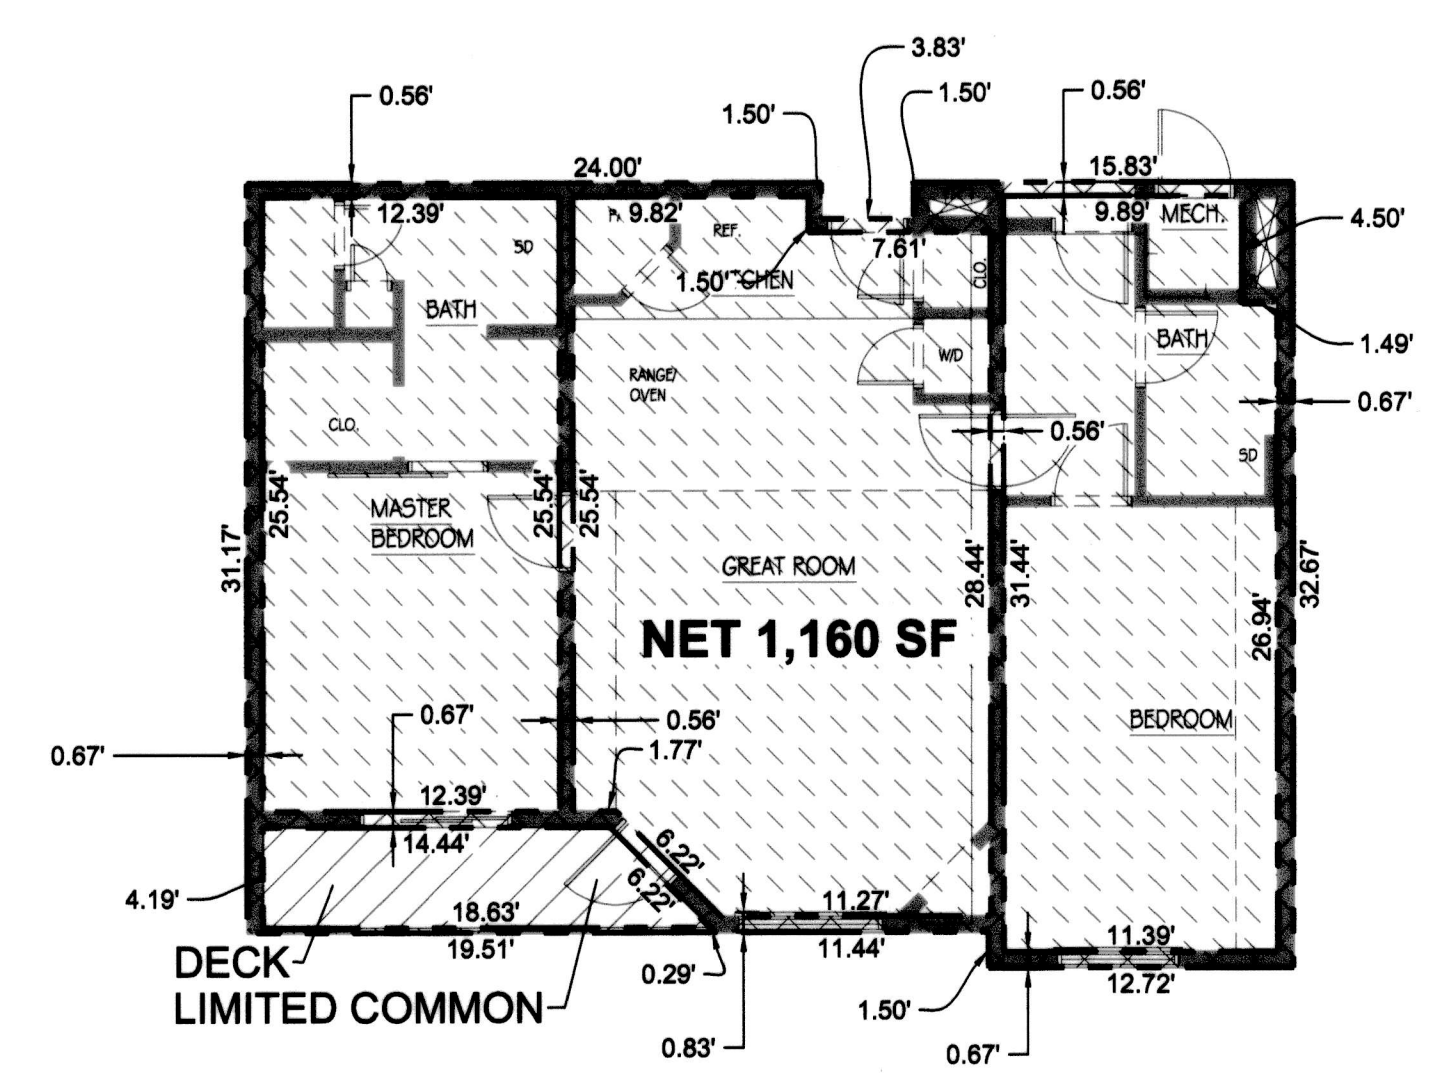 3.83'
0.56'
1.50'
1.50'
0.56'
24.00'
15.83'
12.39'
9.82'
9.89'
MECH.
4.50'
REF.
SD
7.61'
1.50'
KITCHEN
CLO.
BATH
BATH
1.49'
W/D
RANGE/
OVEN
0.67'
CLO.
0.56'
SD
25.54'
25.54'
25.54'
MASTER
BEDROOM
31.17'
GREAT ROOM
28.44'
31.44'
26.94'
32.67'
NET 1,160 SF
0.67'
0.56'
BEDROOM
0.67'
1.77'
12.39'
14.44'
6.22'
6.22'
4.19'
11.27'
18.63'
19.51'
11.44'
11.39'
DECK
0.29'
12.72'
LIMITED COMMON
1.50'
0.83'
0.67'